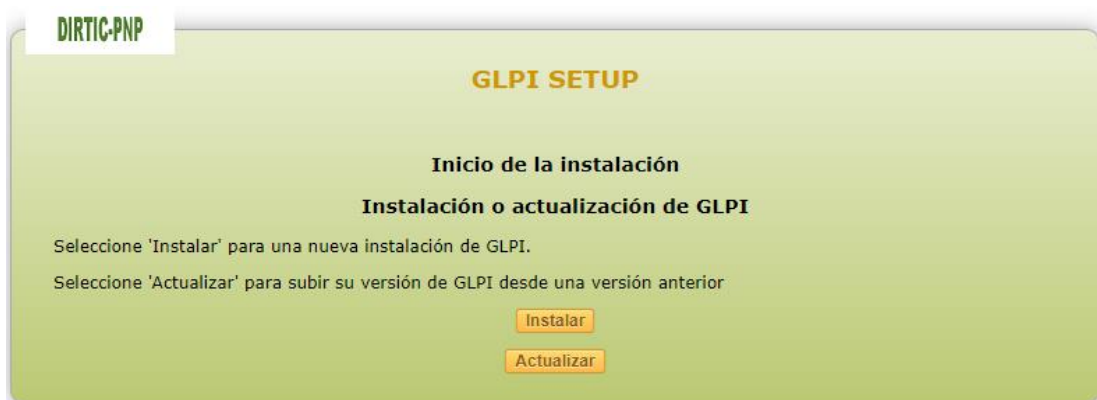 DIRTIC-PNP
GLPI SETUP
Inicio de la instalación
Instalación o actualización de GLPI
Seleccione 'Instalar' para una nueva instalación de GLPI.
Seleccione 'Actualizar' para subir su versión de GLPI desde una versión anterior
Instalar
Actualizar